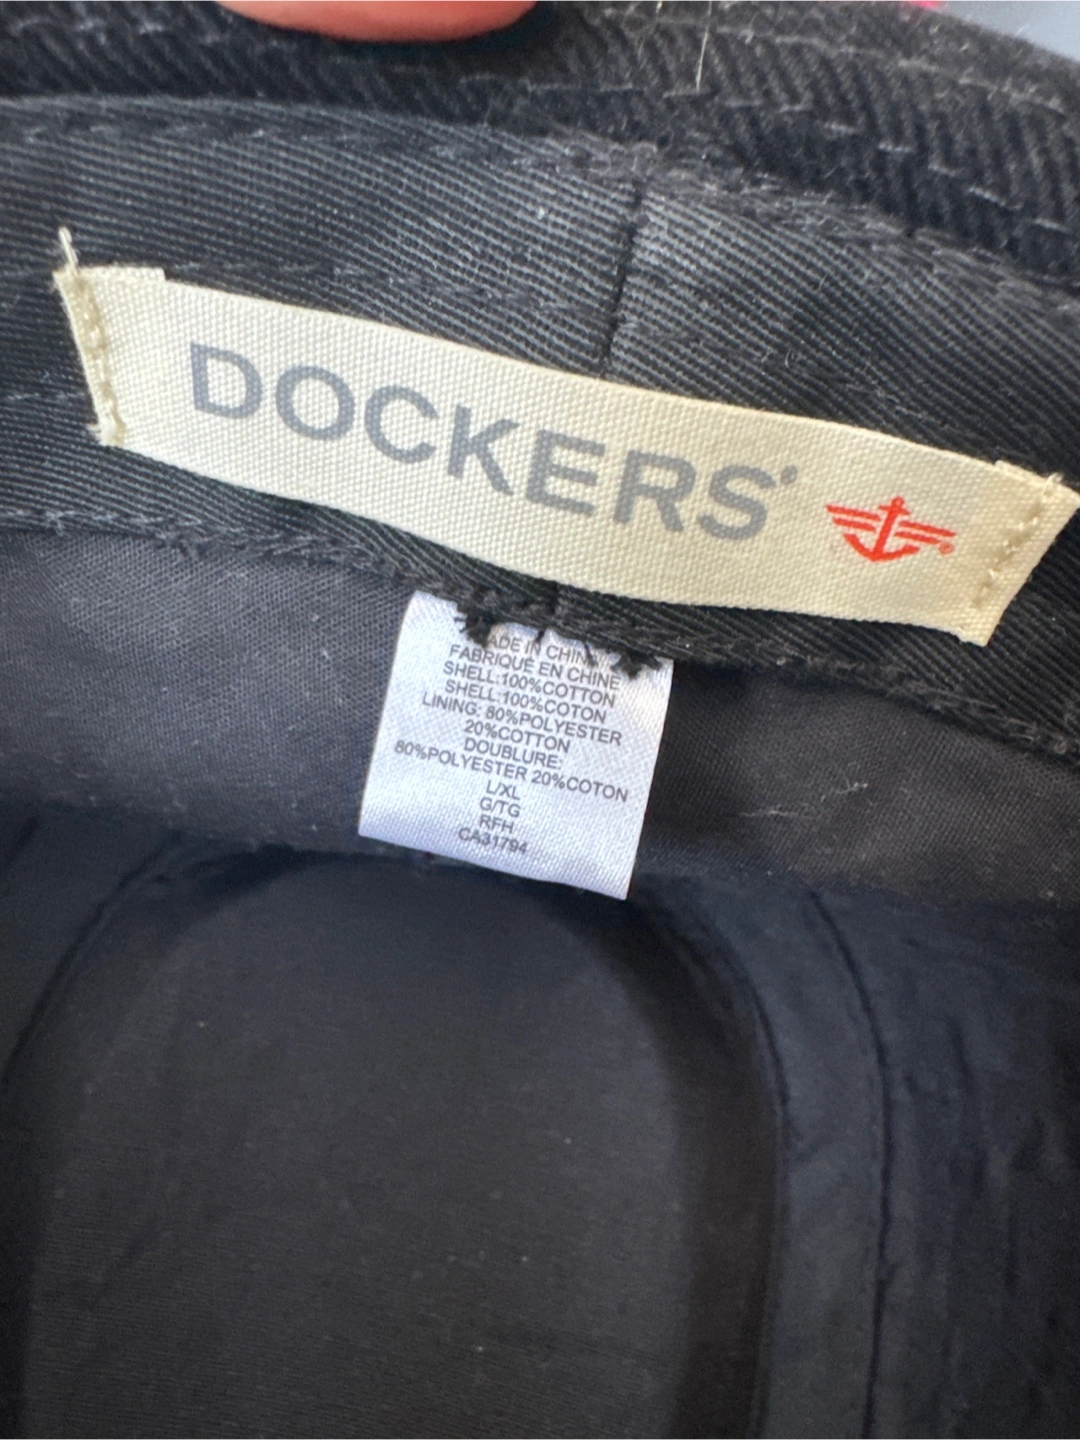 DOCKERS®
MADE IN CHINA
FABRIQUÉ EN CHINE
SHELL:100%COTTON
SHELL:100%COTON
LINING: 80%POLYESTER
20%COTTON
DOUBLURE:
80%POLYESTER 20%COTON
L/XL
G/TG
RFH
CA31794